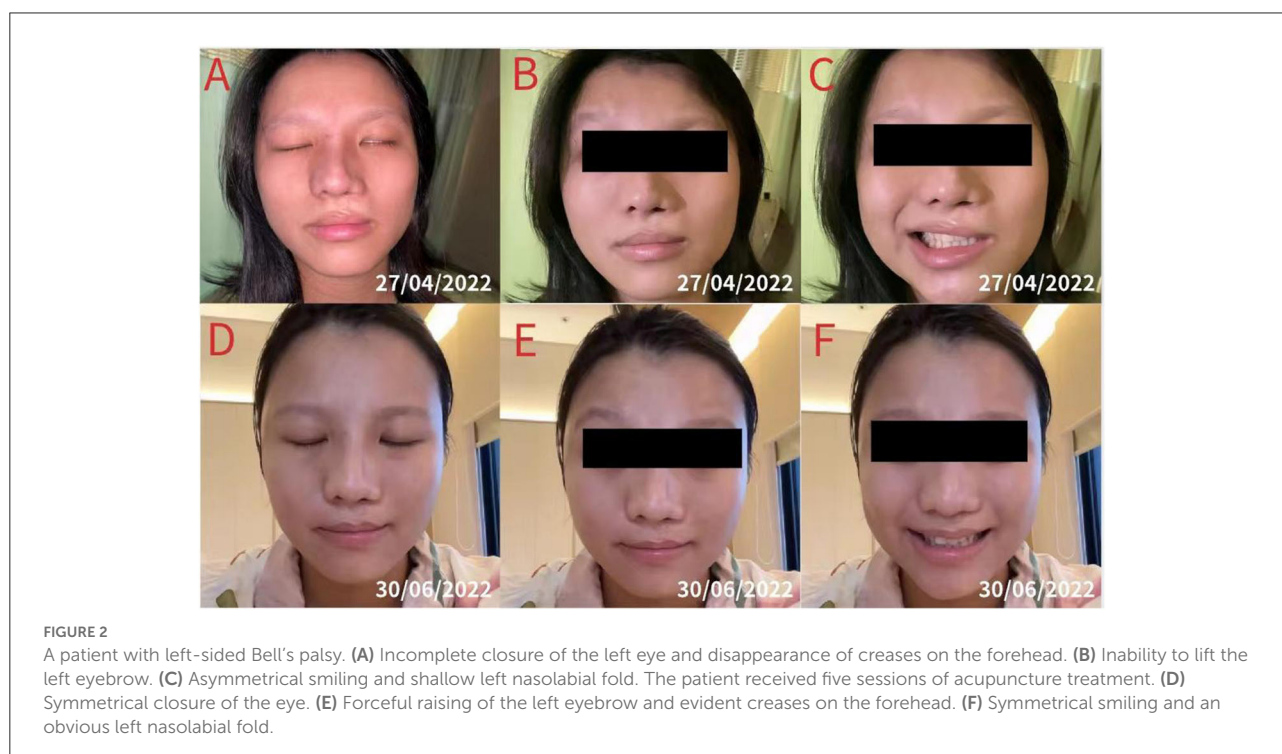 A
B
C
27/04/2022
27/04/2022
27/04/2022
D
E
F
30/06/2022
30/06/2022
30/06/2022
FIGURE 2
A patient with left-sided Bell's palsy. (A) Incomplete closure of the left eye and disappearance of creases on the forehead. (B) Inability to lift the
left eyebrow. (C) Asymmetrical smiling and shallow left nasolabial fold. The patient received five sessions of acupuncture treatment. (D)
Symmetrical closure of the eye. (E) Forceful raising of the left eyebrow and evident creases on the forehead. (F) Symmetrical smiling and an
obvious left nasolabial fold.